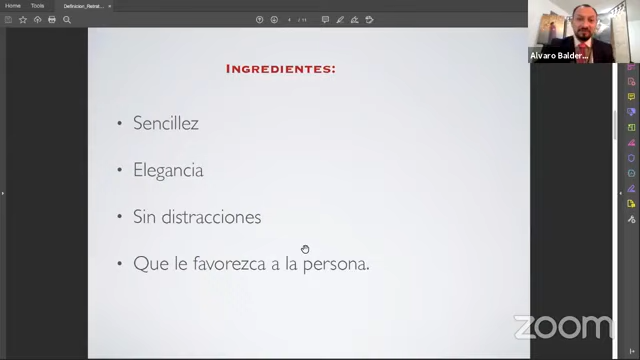 Home Tools Definicion_Retrat... ×
Alvaro Balder...
INGREDIENTES:
• Sencillez
• Elegancia
• Sin distracciones
• Que le favorezca a la persona.
zoom